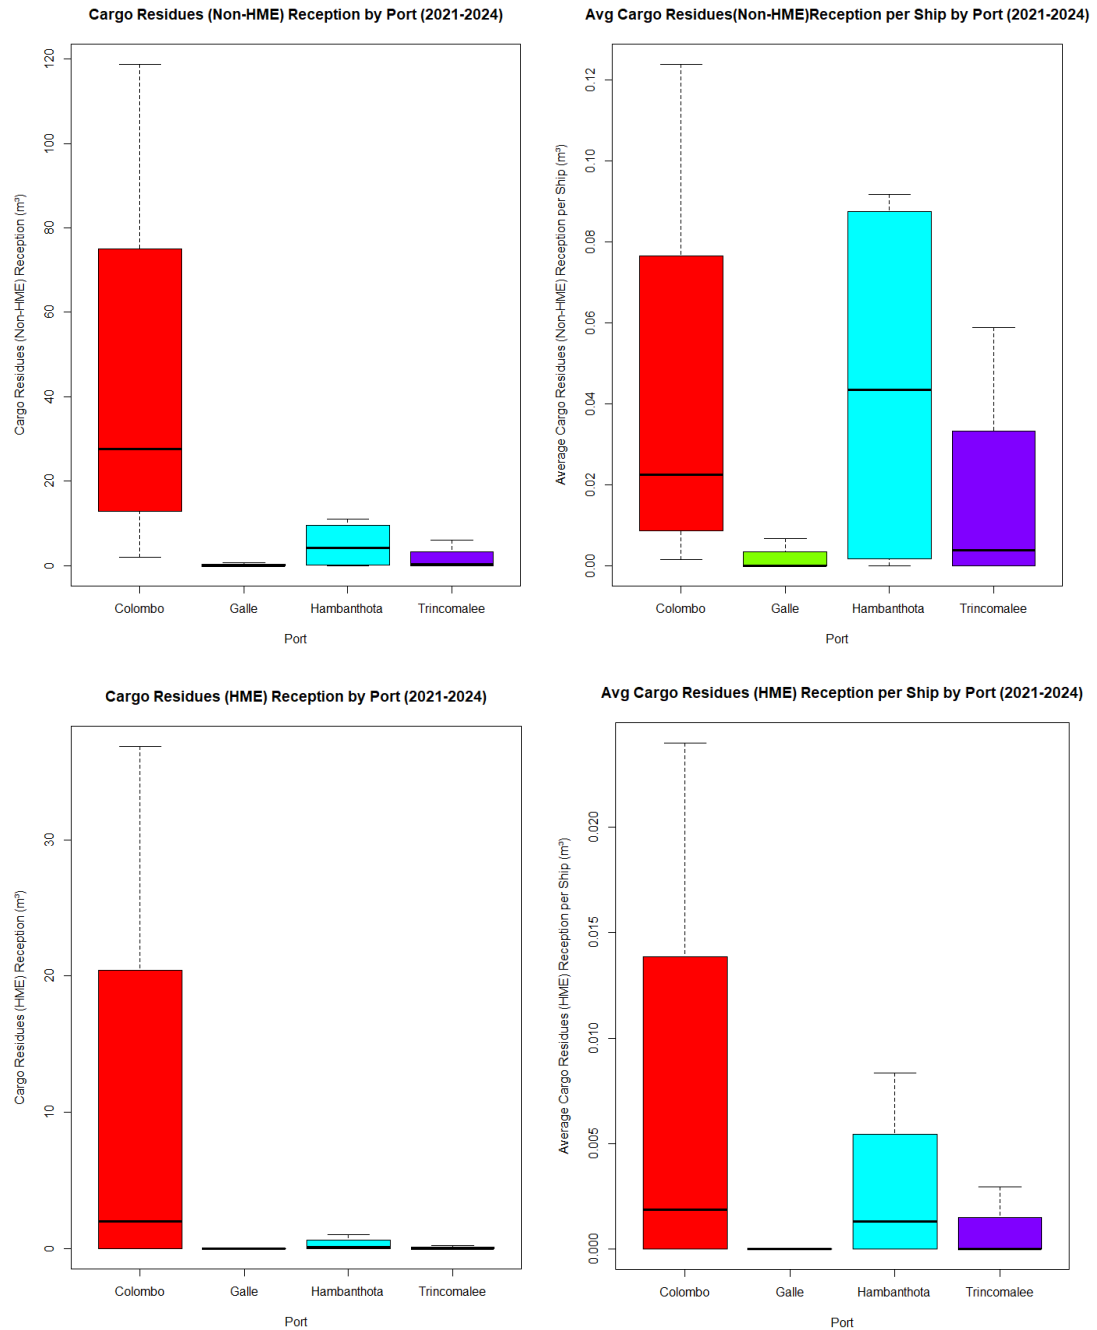 Cargo Residues (Non-HME) Reception by Port (2021-2024)
Cargo Residues (Non-HME) Reception (m³)
120
100
80
60
40
20
0
Colombo
Galle
Hambanthota
Trincomalee
Port
Avg Cargo Residues(Non-HME)Reception per Ship by Port (2021-2024)
Average Cargo Residues (Non-HME) Reception per Ship (m³)
0.12
0.10
0.08
0.06
0.04
0.02
0.00
Colombo
Galle
Hambanthota
Trincomalee
Port
Cargo Residues (HME) Reception by Port (2021-2024)
Cargo Residues (HME) Reception (m³)
30
20
10
0
Colombo
Galle
Hambanthota
Trincomalee
Port
Avg Cargo Residues (HME) Reception per Ship by Port (2021-2024)
Average Cargo Residues (HME) Reception per Ship (m³)
0.020
0.015
0.010
0.005
0.000
Colombo
Galle
Hambanthota
Trincomalee
Port